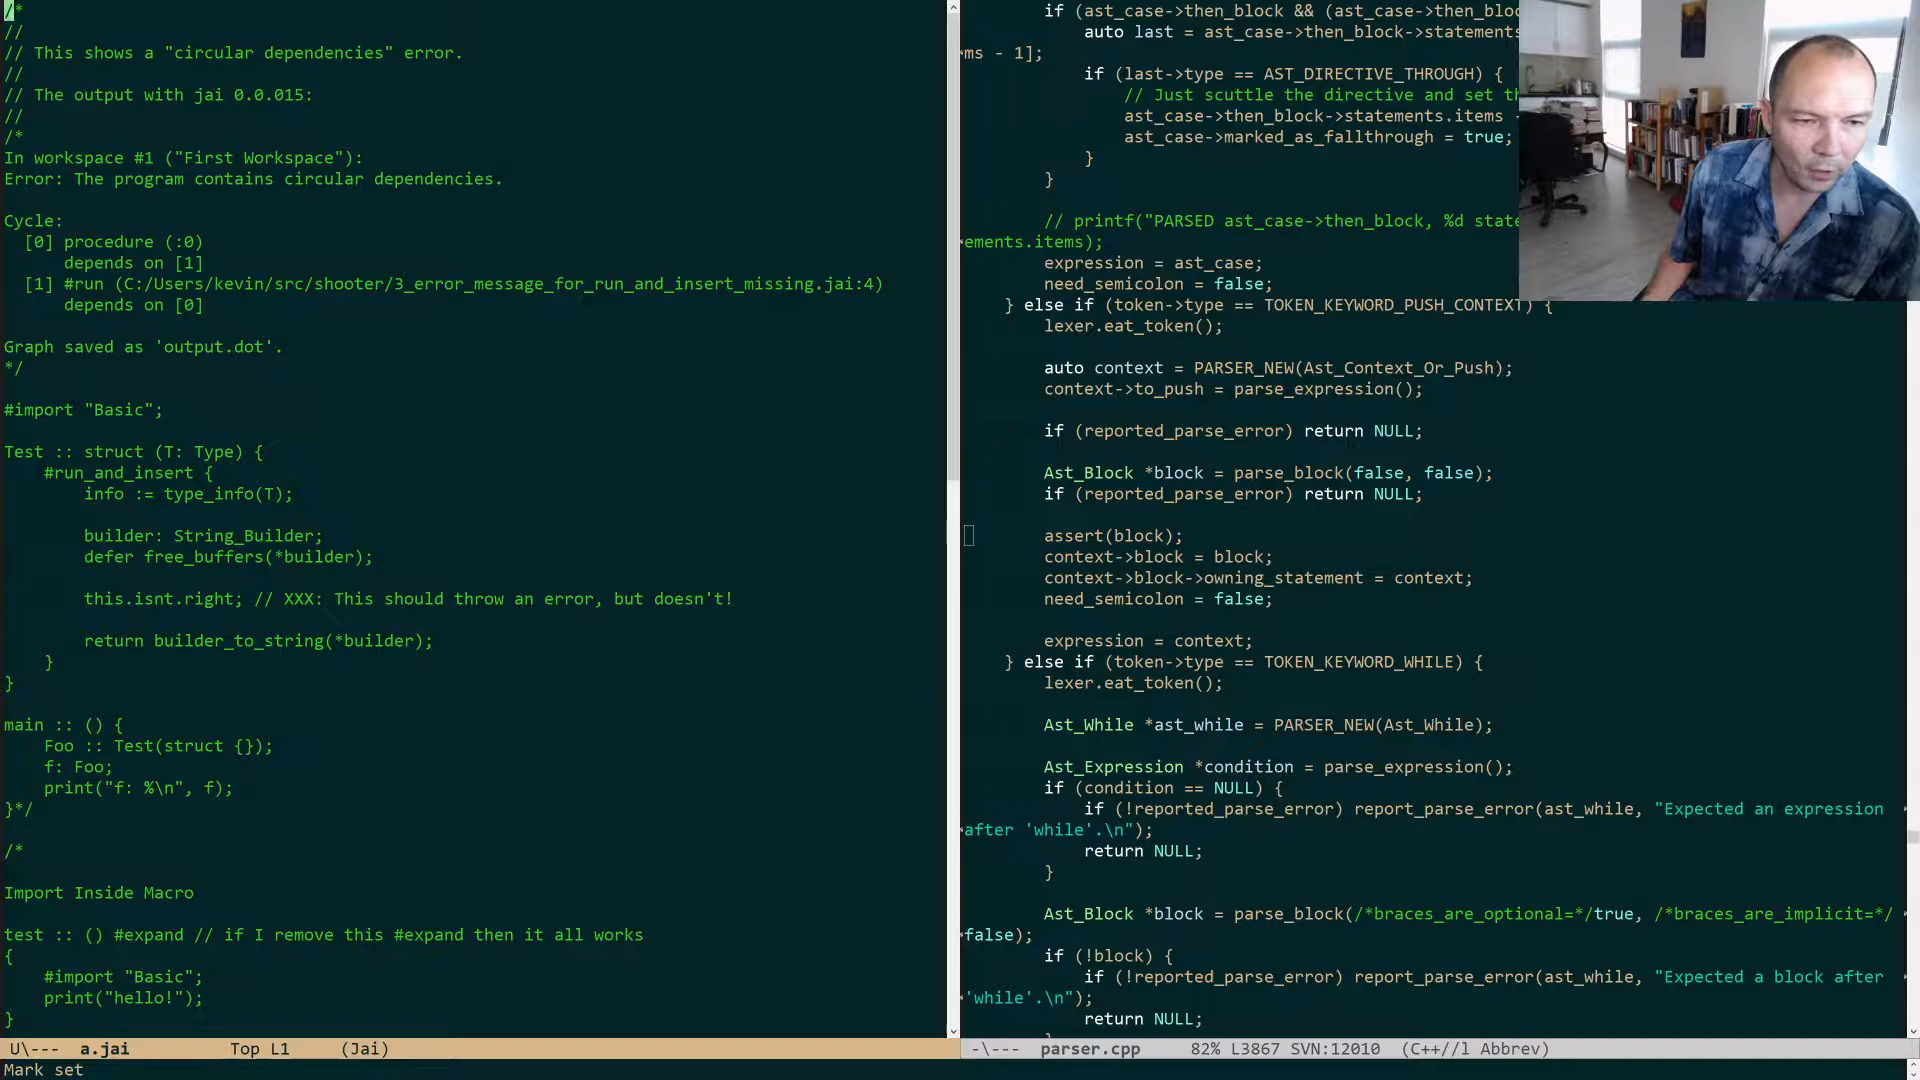 /*
//
// This shows a "circular dependencies" error.
//
// The output with jai 0.0.015:
//
/*
In workspace #1 ("First Workspace"):
Error: The program contains circular dependencies.
Cycle:
[0] procedure (:0)
depends on [1]
[1] #run (C:/Users/kevin/src/shooter/3_error_message_for_run_and_insert_missing.jai:4)
depends on [0]
Graph saved as 'output.dot'.
*/
#import "Basic";
Test :: struct (T: Type) {
#run_and_insert {
info := type_info(T);
builder: String_Builder;
defer free_buffers(*builder);
this.isnt.right; // XXX: This should throw an error, but doesn't!
return builder_to_string(*builder);
}
}
main :: () {
Foo :: Test(struct {});
f: Foo;
print("f: %\n", f);
}*/
/*
Import Inside Macro
test :: () #expand // if I remove this #expand then it all works
{
#import "Basic";
print("hello!");
}
U\--- a.jai Top L1 (Jai)
Mark set
if (ast_case->then_block && (ast_case->then_bloc
auto last = ast_case->then_block->statements
ms - 1];
if (last->type == AST_DIRECTIVE_THROUGH) {
// Just scuttle the directive and set th
ast_case->then_block->statements.items -
ast_case->marked_as_fallthrough = true;
}
}
// printf("PARSED ast_case->then_block, %d state
ements.items);
expression = ast_case;
need_semicolon = false;
} else if (token->type == TOKEN_KEYWORD_PUSH_CONTEXT) {
lexer.eat_token();
auto context = PARSER_NEW(Ast_Context_Or_Push);
context->to_push = parse_expression();
if (reported_parse_error) return NULL;
Ast_Block *block = parse_block(false, false);
if (reported_parse_error) return NULL;
assert(block);
context->block = block;
context->block->owning_statement = context;
need_semicolon = false;
expression = context;
} else if (token->type == TOKEN_KEYWORD_WHILE) {
lexer.eat_token();
Ast_While *ast_while = PARSER_NEW(Ast_While);
Ast_Expression *condition = parse_expression();
if (condition == NULL) {
if (!reported_parse_error) report_parse_error(ast_while, "Expected an expression
after 'while'.\n");
return NULL;
}
Ast_Block *block = parse_block(/*braces_are_optional=*/true, /*braces_are_implicit=*/
false);
if (!block) {
if (!reported_parse_error) report_parse_error(ast_while, "Expected a block after
'while'.\n");
return NULL;
-\--- parser.cpp 82% L3867 SVN:12010 (C++//l Abbrev)